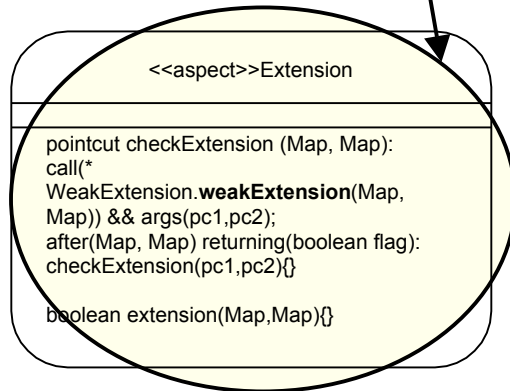 <<aspect>>Extension
pointcut checkExtension (Map, Map):
call(*
WeakExtension.weakExtension(Map,
Map)) && args(pc1,pc2);
after(Map, Map) returning(boolean flag):
checkExtension(pc1,pc2){}
boolean extension(Map,Map){}